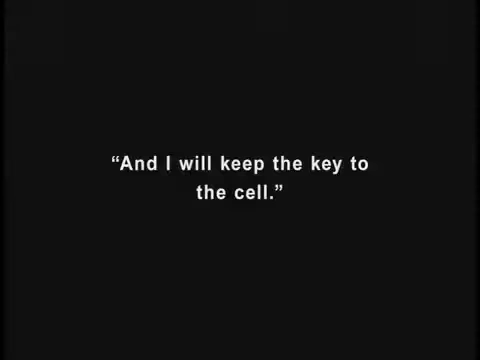 “And I will keep the key to
the cell.”